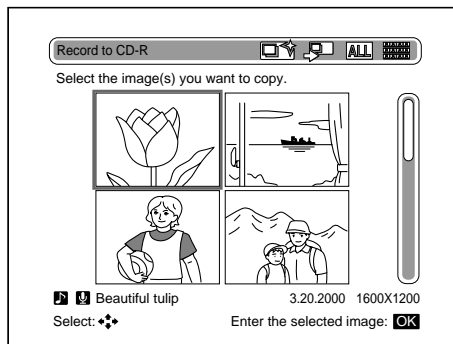 Record to CD-R ALL
Select the image(s) you want to copy.
Beautiful tulip 3.20.2000 1600X1200
Select: Enter the selected image: OK